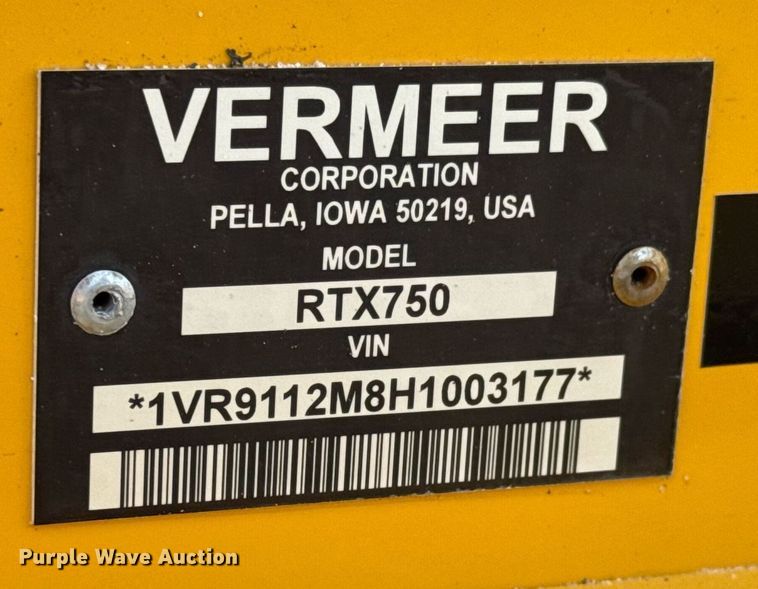 VERMEER
CORPORATION
PELLA, IOWA 50219, USA
MODEL
RTX750
VIN
*1VR9112M8H1003177*
Purple Wave Auction